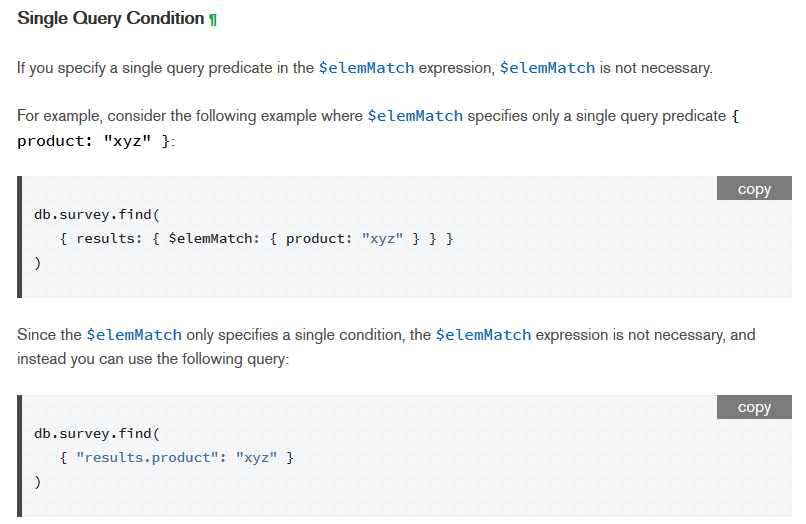 Single Query Condition ¶
If you specify a single query predicate in the $elemMatch expression, $elemMatch is not necessary.
For example, consider the following example where $elemMatch specifies only a single query predicate {
product: "xyz" }:
copy
db.survey.find(
   { results: { $elemMatch: { product: "xyz" } } }
)
Since the $elemMatch only specifies a single condition, the $elemMatch expression is not necessary, and
instead you can use the following query:
copy
db.survey.find(
   { "results.product": "xyz" }
)